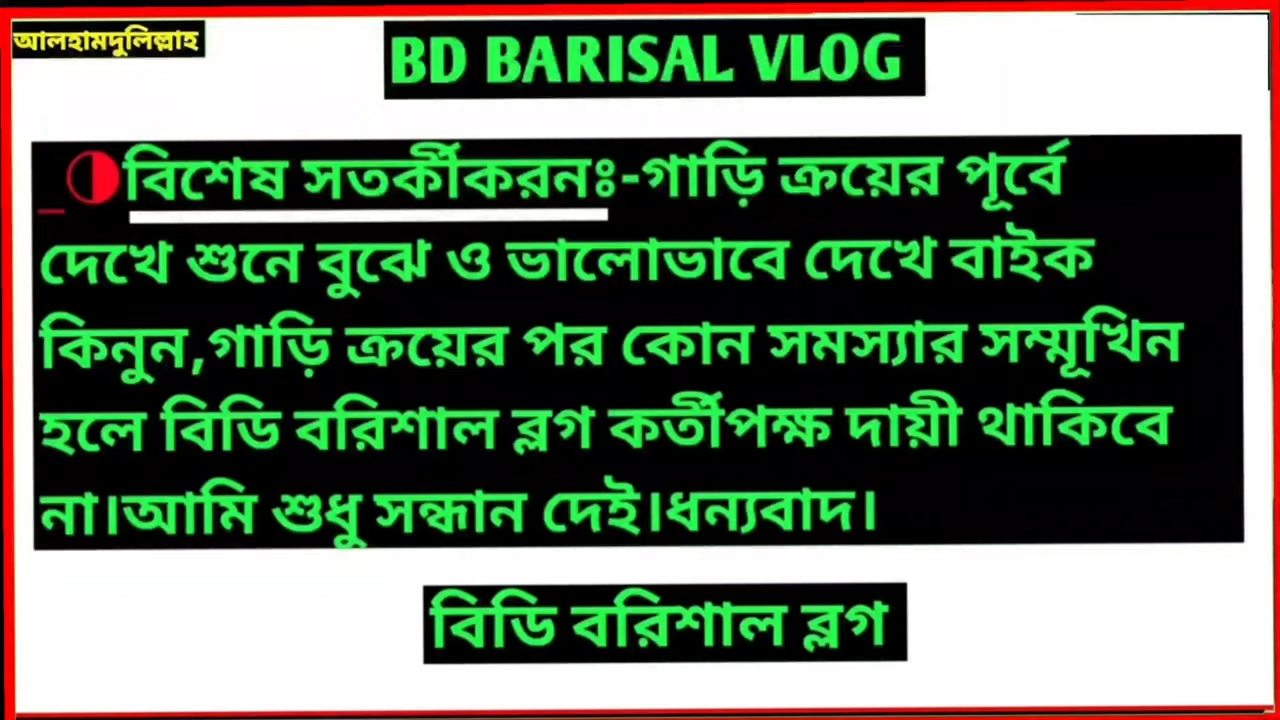 আলহামদুলিল্লাহ
BD BARISAL VLOG
_◑বিশেষ সতর্কীকরনঃ-গাড়ি ক্রয়ের পূর্বে
দেখে শুনে বুঝে ও ভালোভাবে দেখে বাইক
কিনুন,গাড়ি ক্রয়ের পর কোন সমস্যার সম্মূখিন
হলে বিডি বরিশাল ব্লগ কর্তীপক্ষ দায়ী থাকিবে
না।আমি শুধু সন্ধান দেই।ধন্যবাদ।
বিডি বরিশাল ব্লগ